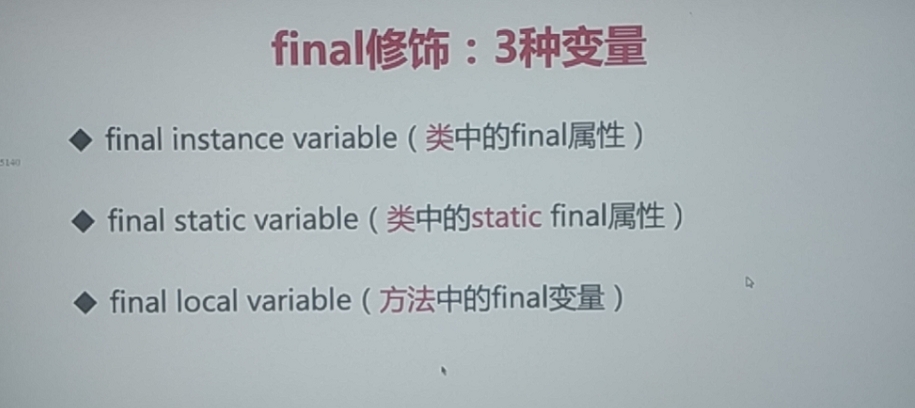 final修饰：3种变量
◆ final instance variable（类中的final属性）
◆ final static variable（类中的static final属性）
◆ final local variable（方法中的final变量）